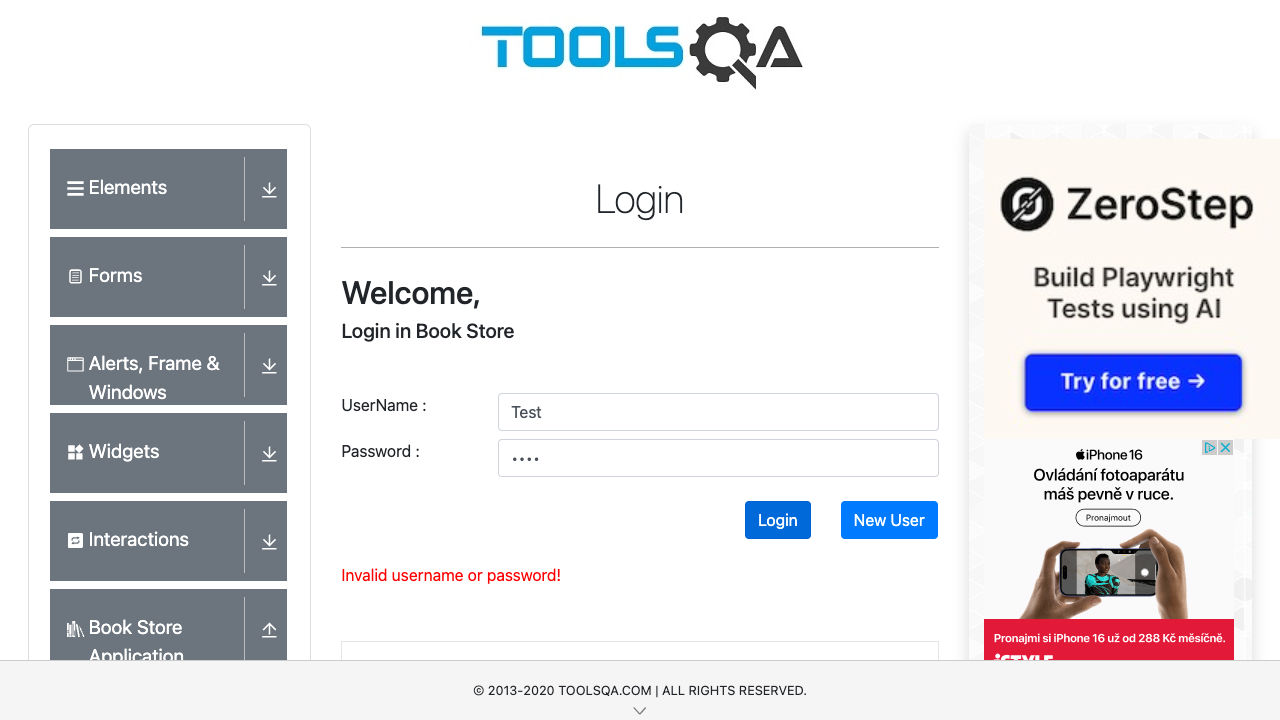 TOOLSQA
Elements
Forms
Alerts, Frame &
Windows
Widgets
Interactions
Book Store
Application
Login
Welcome,
Login in Book Store
UserName :
Test
Password :
••••
Login
New User
Invalid username or password!
ZeroStep
Build Playwright
Tests using AI
Try for free →
iPhone 16
Ovládání fotoaparátu
máš pevně v ruce.
Pronajmout
Pronajmi si iPhone 16 už od 288 Kč měsíčně.
iSTYLE
© 2013-2020 TOOLSQA.COM | ALL RIGHTS RESERVED.